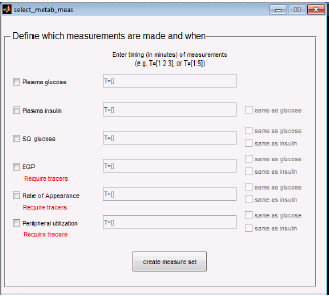 select_metab_meas
Define which measurements are made and when
Enter timing (in minutes) of measurements
(e.g. T=[1 2 3], or T=[1:5])
Plasma glucose T=[]
Plasma insulin T=[] same as glucose
SQ glucose T=[] same as glucose
same as insulin
EGP T=[] same as glucose
Require tracers same as insulin
Rate of Appearance T=[] same as glucose
Require tracers same as insulin
Peripheral utilization T=[] same as glucose
Require tracers same as insulin
create measure set